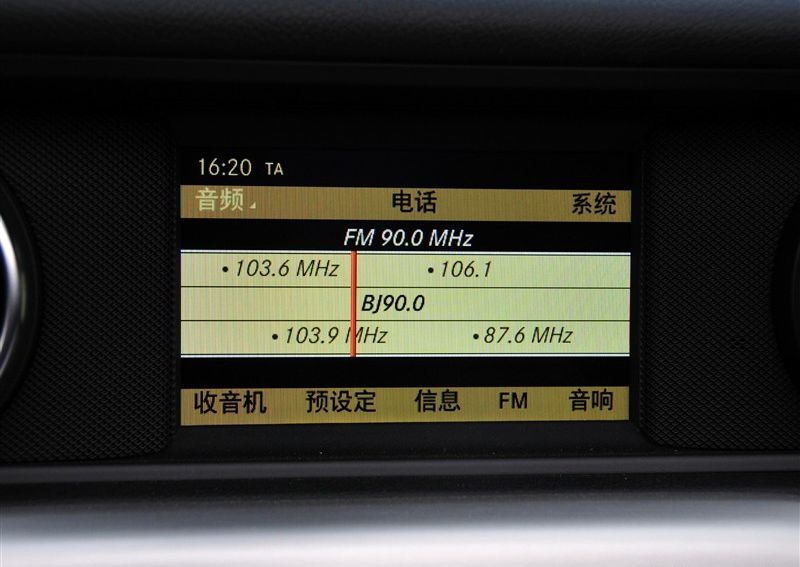 16:20 TA
音频 电话 系统
FM 90.0 MHz
•103.6 MHz •106.1
BJ90.0
•103.9 MHz •87.6 MHz
收音机 预设定 信息 FM 音响